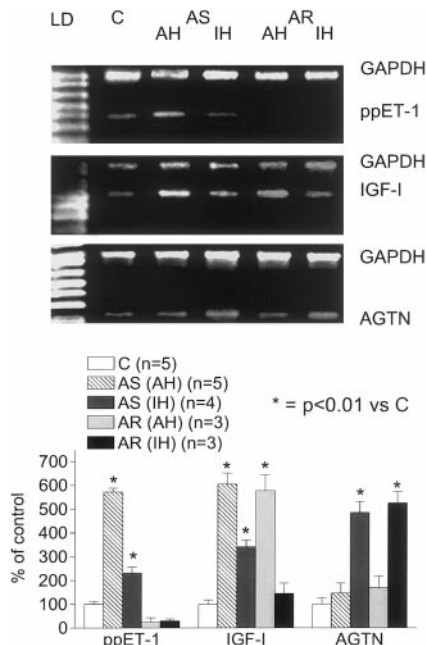 LD C AS AR
AH IH AH IH
GAPDH
ppET-1
GAPDH
IGF-I
GAPDH
AGTN
C (n=5)
AS (AH) (n=5)
AS (IH) (n=4)
AR (AH) (n=3)
AR (IH) (n=3)
* = p<0.01 vs C
% of control
700
600
500
400
300
200
100
0
* * * * * * *
ppET-1 IGF-I AGTN